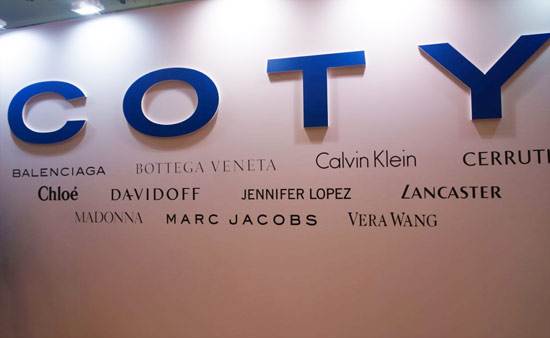 COTY
BALENCIAGA BOTTEGA VENETA Calvin Klein CERRUTI
Chloé DAVIDOFF JENNIFER LOPEZ LANCASTER
MADONNA MARC JACOBS VERA WANG